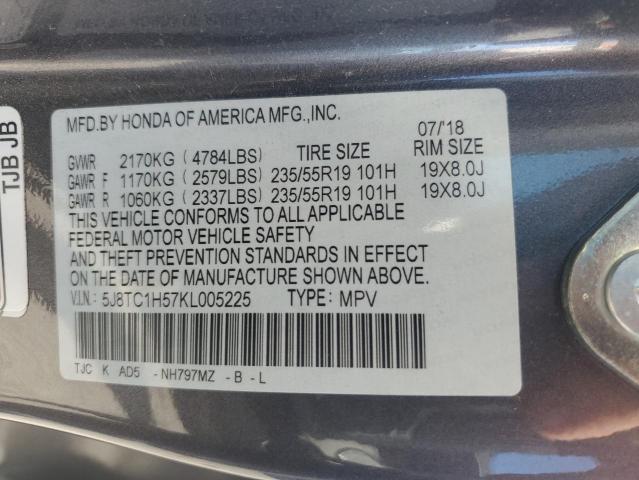 MFD.BY HONDA OF AMERICA MFG.,INC.
07/'18
GVWR 2170KG (4784LBS) TIRE SIZE RIM SIZE
GAWR F 1170KG (2579LBS) 235/55R19 101H 19X8.0J
GAWR R 1060KG (2337LBS) 235/55R19 101H 19X8.0J
THIS VEHICLE CONFORMS TO ALL APPLICABLE
FEDERAL MOTOR VEHICLE SAFETY
AND THEFT PREVENTION STANDARDS IN EFFECT
ON THE DATE OF MANUFACTURE SHOWN ABOVE.
V.I.N.: 5J8TC1H57KL005225 TYPE: MPV
TJC K AD5 -NH797MZ -B -L
TJB JB